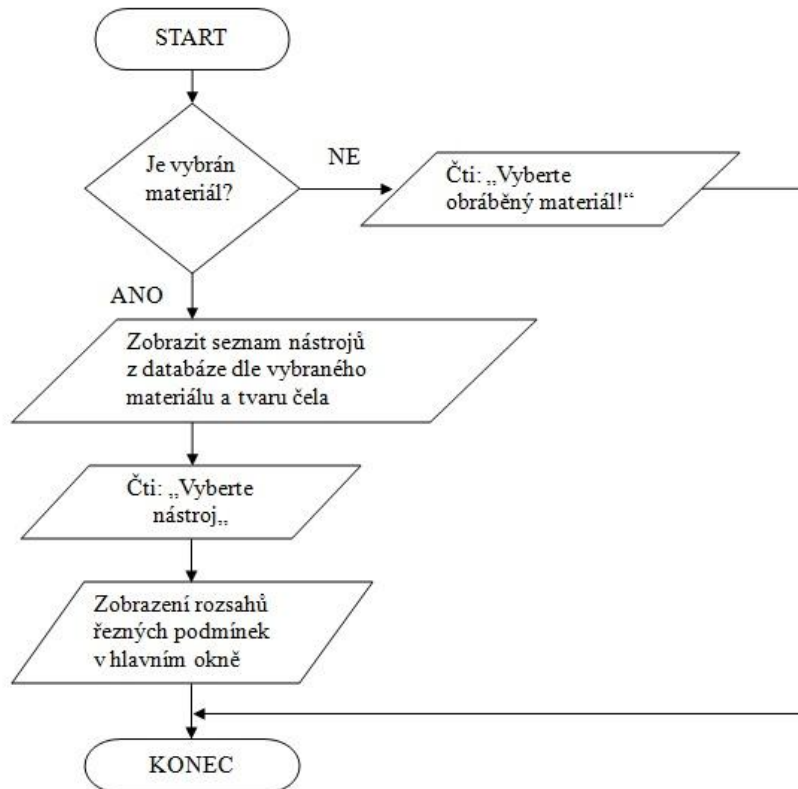 START
Je vybrán
materiál?
NE
Čti: „Vyberte
obráběný materiál!“
ANO
Zobrazit seznam nástrojů
z databáze dle vybraného
materiálu a tvaru čela
Čti: „Vyberte
nástroj„
Zobrazení rozsahů
řezných podmínek
v hlavním okně
KONEC